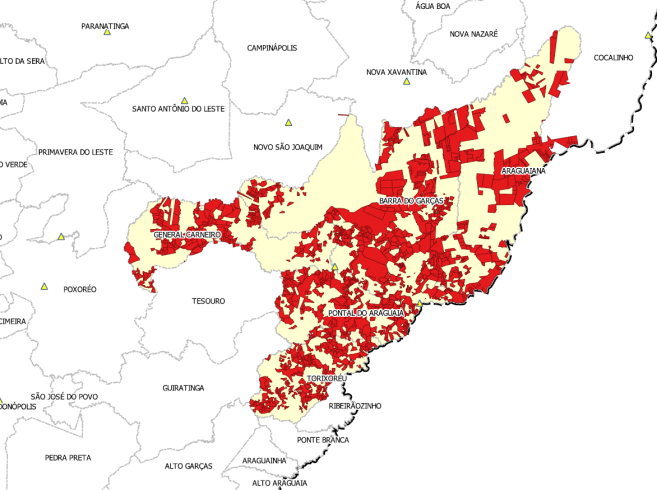 ÁGUA BOA
PARANATINGA
NOVA NAZARÉ
CAMPINÁPOLIS
COCALINHO
LTO DA SERA
NOVA XAVANTINA
IA
SANTO ANTÔNIO DO LESTE
NOVO SÃO JOAQUIM
PRIMAVERA DO LESTE
O VERDE
ARAGUAIANA
BARRA DO GARÇAS
GENERAL CARNEIRO
POXORÉO
TESOURO
PONTAL DO ARAGUAIA
CIMEIRA
TORIXORÉU
GUIRATINGA
SÃO JOSÉ DO POVO
DONÓPOLIS
RIBEIRÃOZINHO
PONTE BRANCA
PEDRA PRETA
ARAGUAINHA
ALTO GARÇAS
ALTO ARAGUAIA